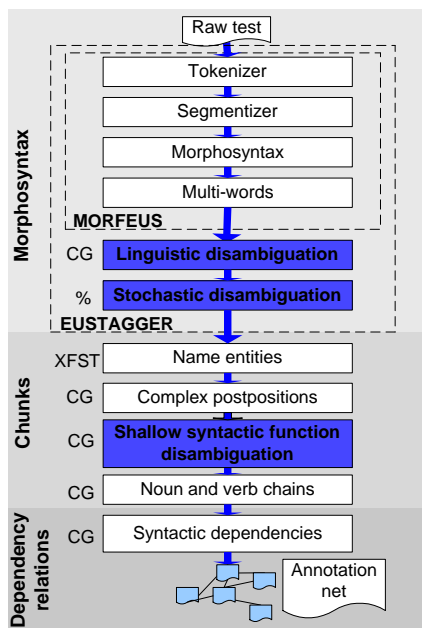 Raw test
Tokenizer
Segmentizer
Morphosyntax
Multi-words
MORFEUS
CG
Linguistic disambiguation
%
Stochastic disambiguation
EUSTAGGER
Morphosyntax
XFST
Name entities
CG
Complex postpositions
CG
Shallow syntactic function
disambiguation
CG
Noun and verb chains
Chunks
CG
Syntactic dependencies
Dependency
relations
Annotation
net